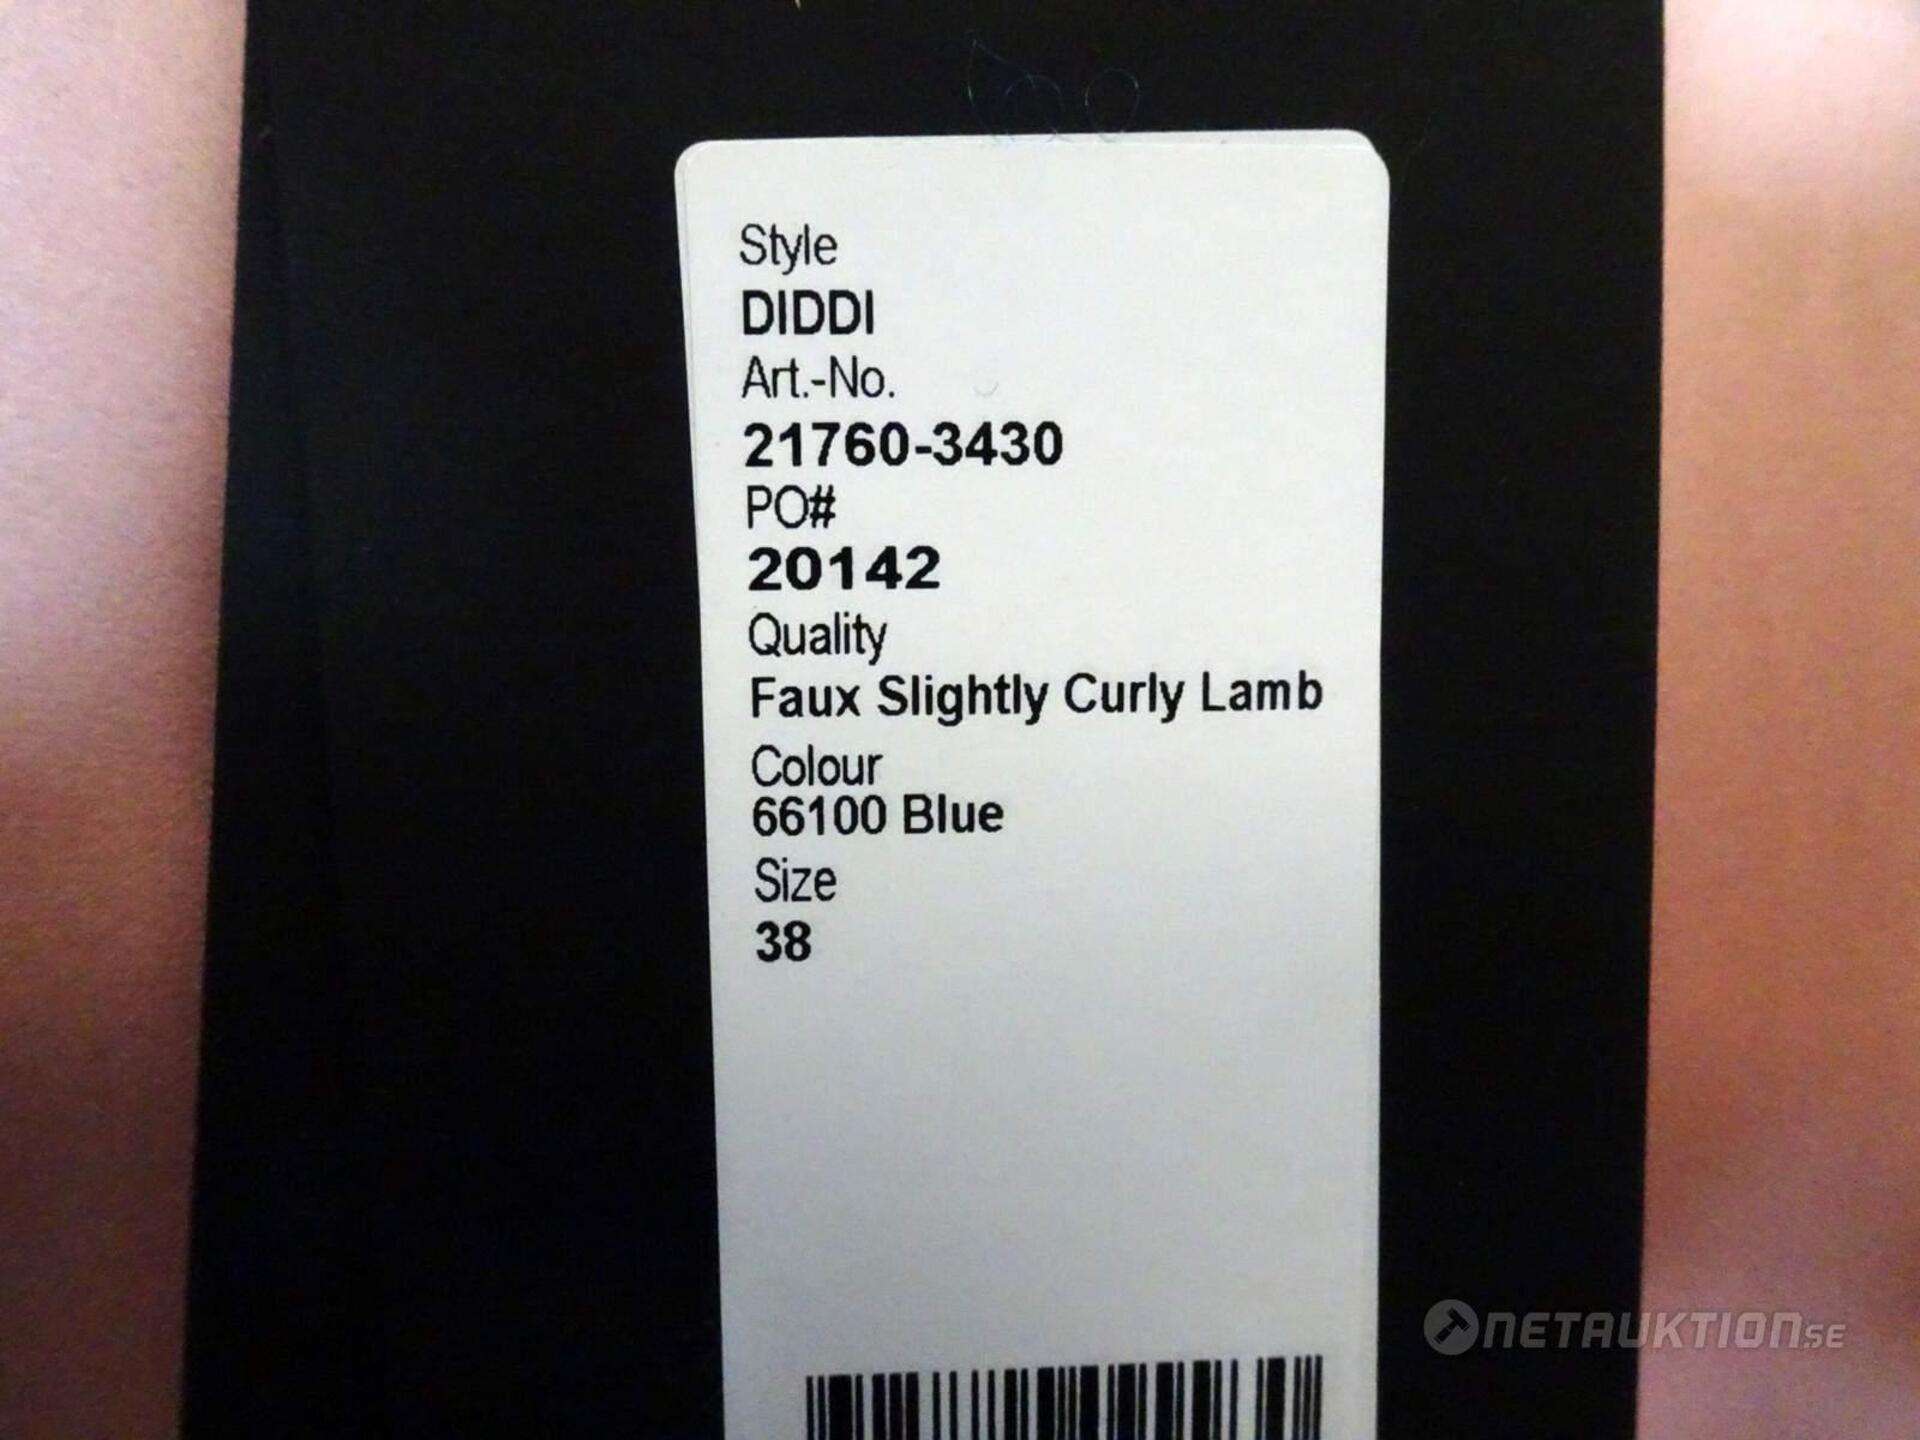 Style
DIDDI
Art.-No.
21760-3430
PO#
20142
Quality
Faux Slightly Curly Lamb
Colour
66100 Blue
Size
38
NETAUKTION.SE